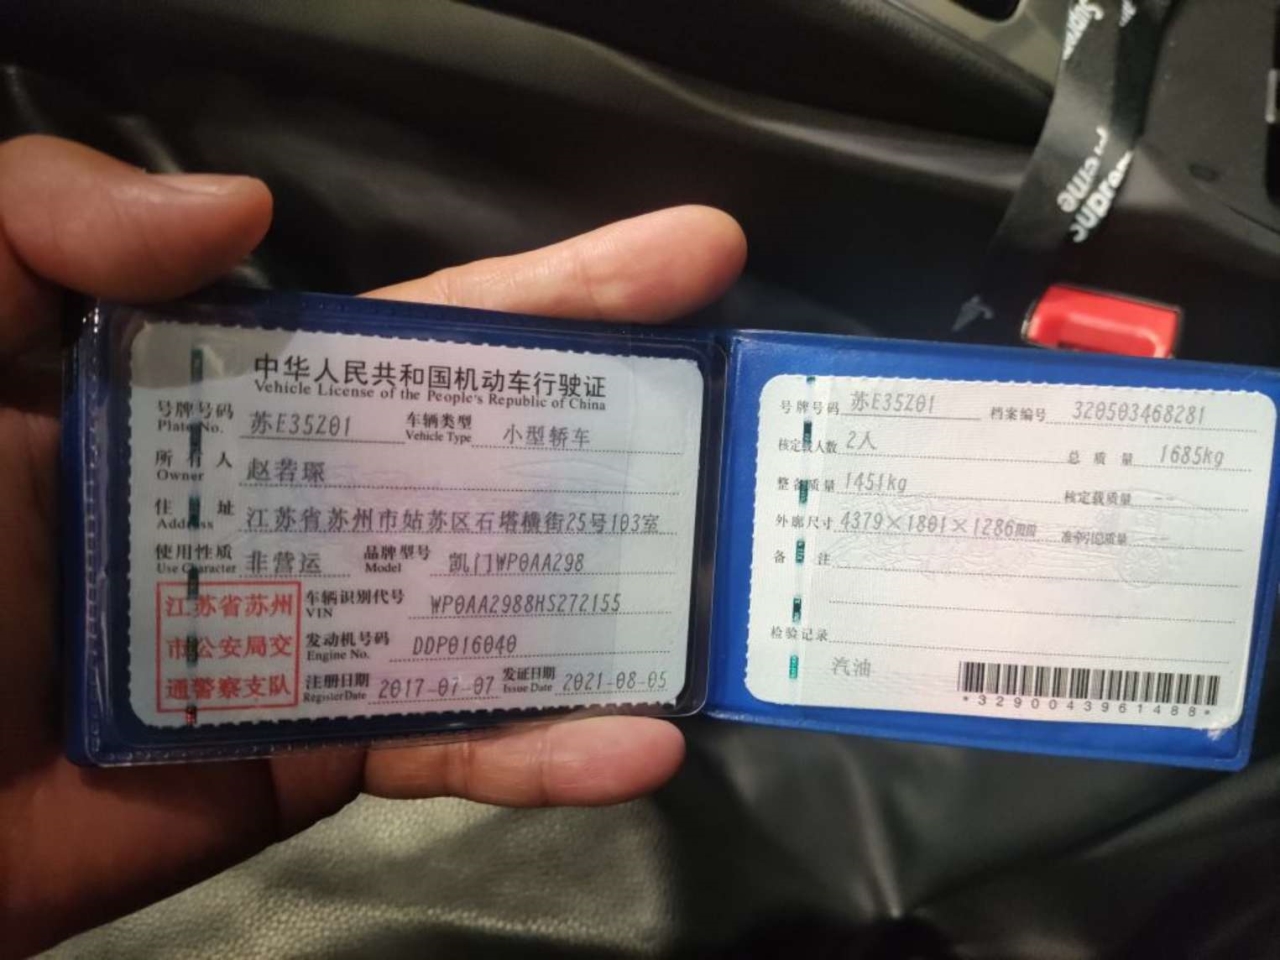 中华人民共和国机动车行驶证
Vehicle License of the People's Republic of China
号牌号码 苏E35Z01 车辆类型 小型轿车
Plate No. Vehicle Type
所有人 赵若琛
Owner
住址 江苏省苏州市姑苏区石塔横街25号103室
Address
使用性质 非营运 品牌型号 凯门WP0AA298
Use Character Model
江苏省苏州
市公安局交
通警察支队
车辆识别代号 WP0AA2988HS272155
VIN
发动机号码 DDP016040
Engine No.
注册日期 2017-07-07 发证日期 2021-08-05
Register Date Issue Date
号牌号码 苏E35Z01 档案编号 320503468281
核定载人数 2人 总质量 1685kg
整备质量 1451kg 核定载质量 --
外廓尺寸 4379×1801×1286 准牵引总质量 --
备注
检验记录
汽油
*3290043961488*
Supreme